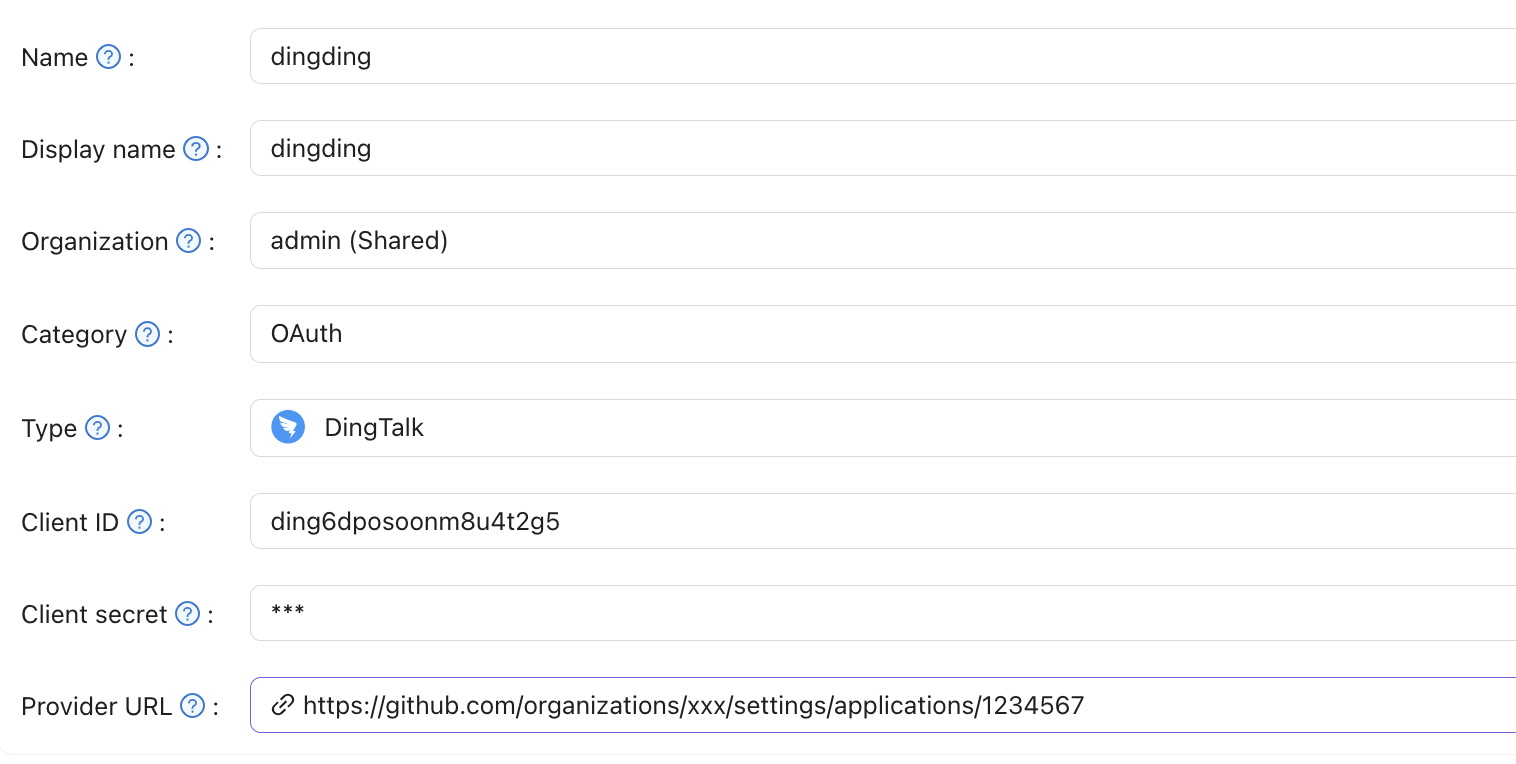 Name ? : dingding
Display name ? : dingding
Organization ? : admin (Shared)
Category ? : OAuth
Type ? : DingTalk
Client ID ? : ding6dposoonm8u4t2g5
Client secret ? : ***
Provider URL ? : https://github.com/organizations/xxx/settings/applications/1234567